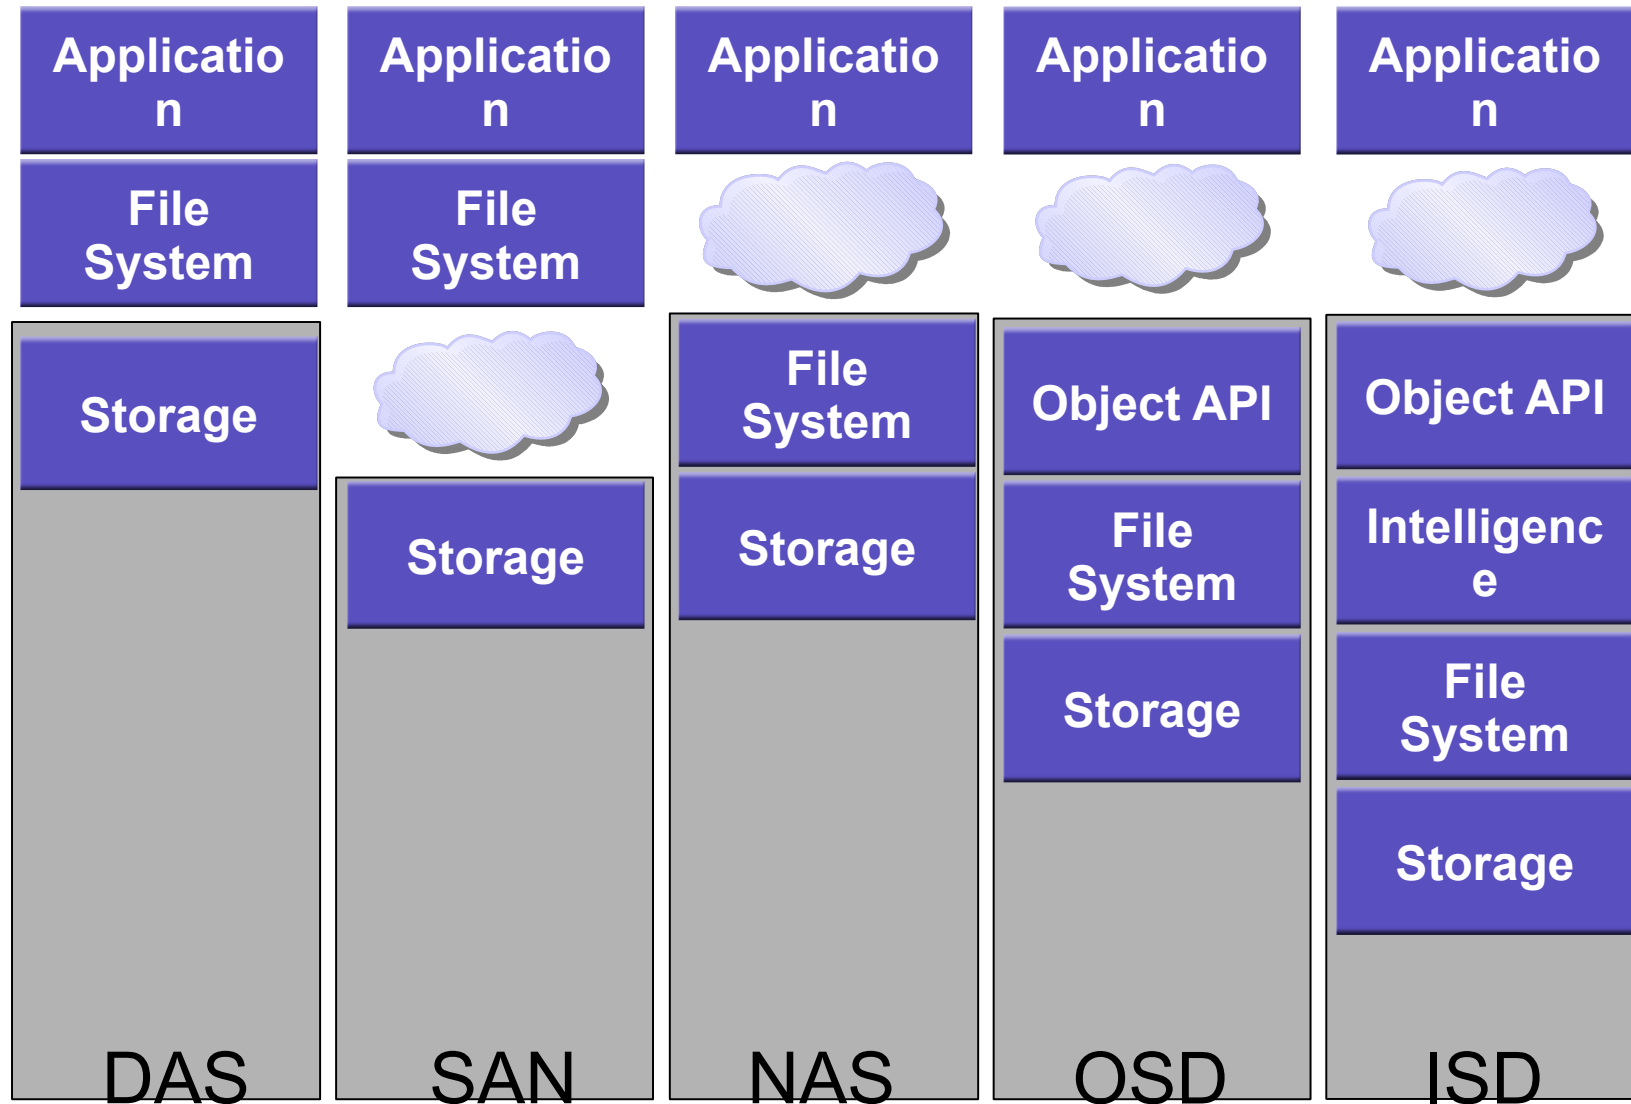 Applicatio
n
File
System
Storage
DAS
Applicatio
n
File
System
Storage
SAN
Applicatio
n
File
System
Storage
NAS
Applicatio
n
Object API
File
System
Storage
OSD
Applicatio
n
Object API
Intelligenc
e
File
System
Storage
ISD